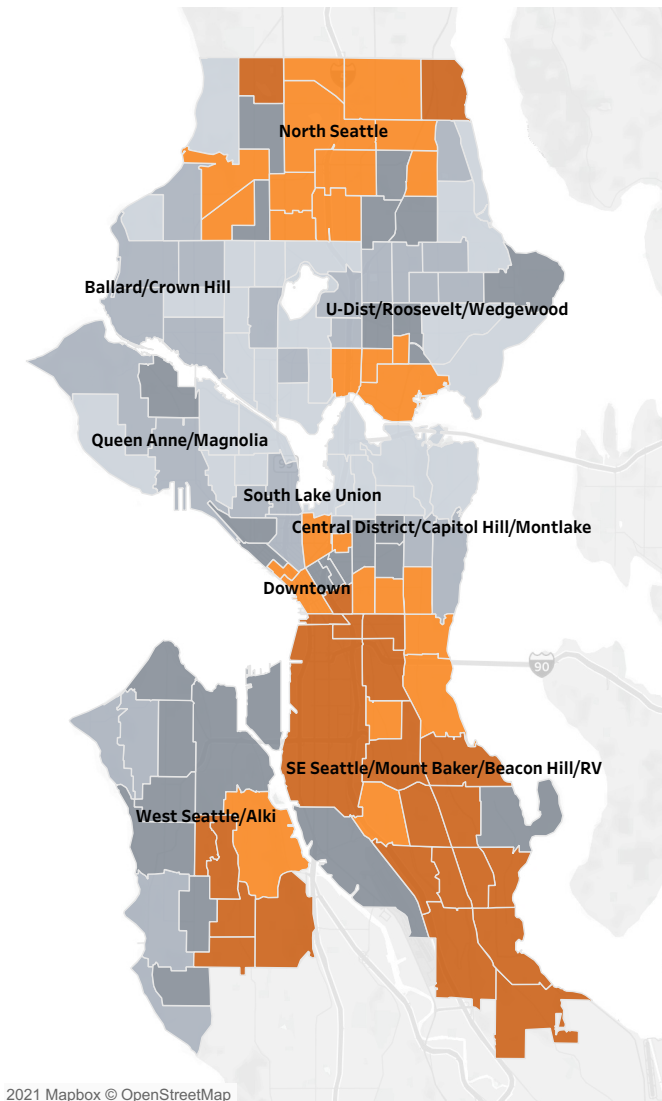 North Seattle
Ballard/Crown Hill
U-Dist/Roosevelt/Wedgewood
Queen Anne/Magnolia
South Lake Union
Central District/Capitol Hill/Montlake
Downtown
90
SE Seattle/Mount Baker/Beacon Hill/RV
West Seattle/Alki
2021 Mapbox © OpenStreetMap